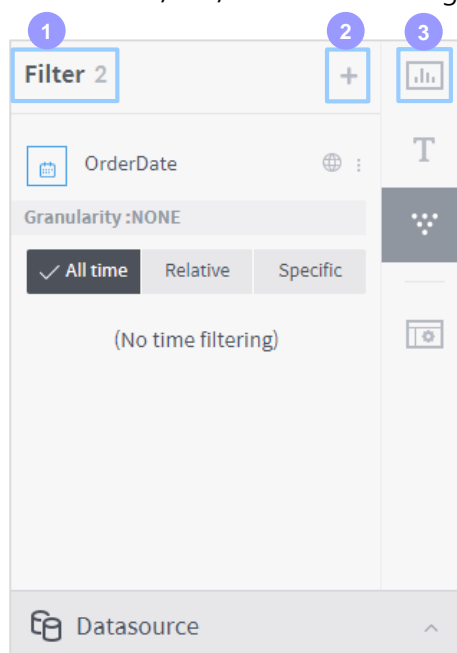 1 2 3
Filter 2 +
T
OrderDate
Granularity :NONE
All time Relative Specific
(No time filtering)
Datasource